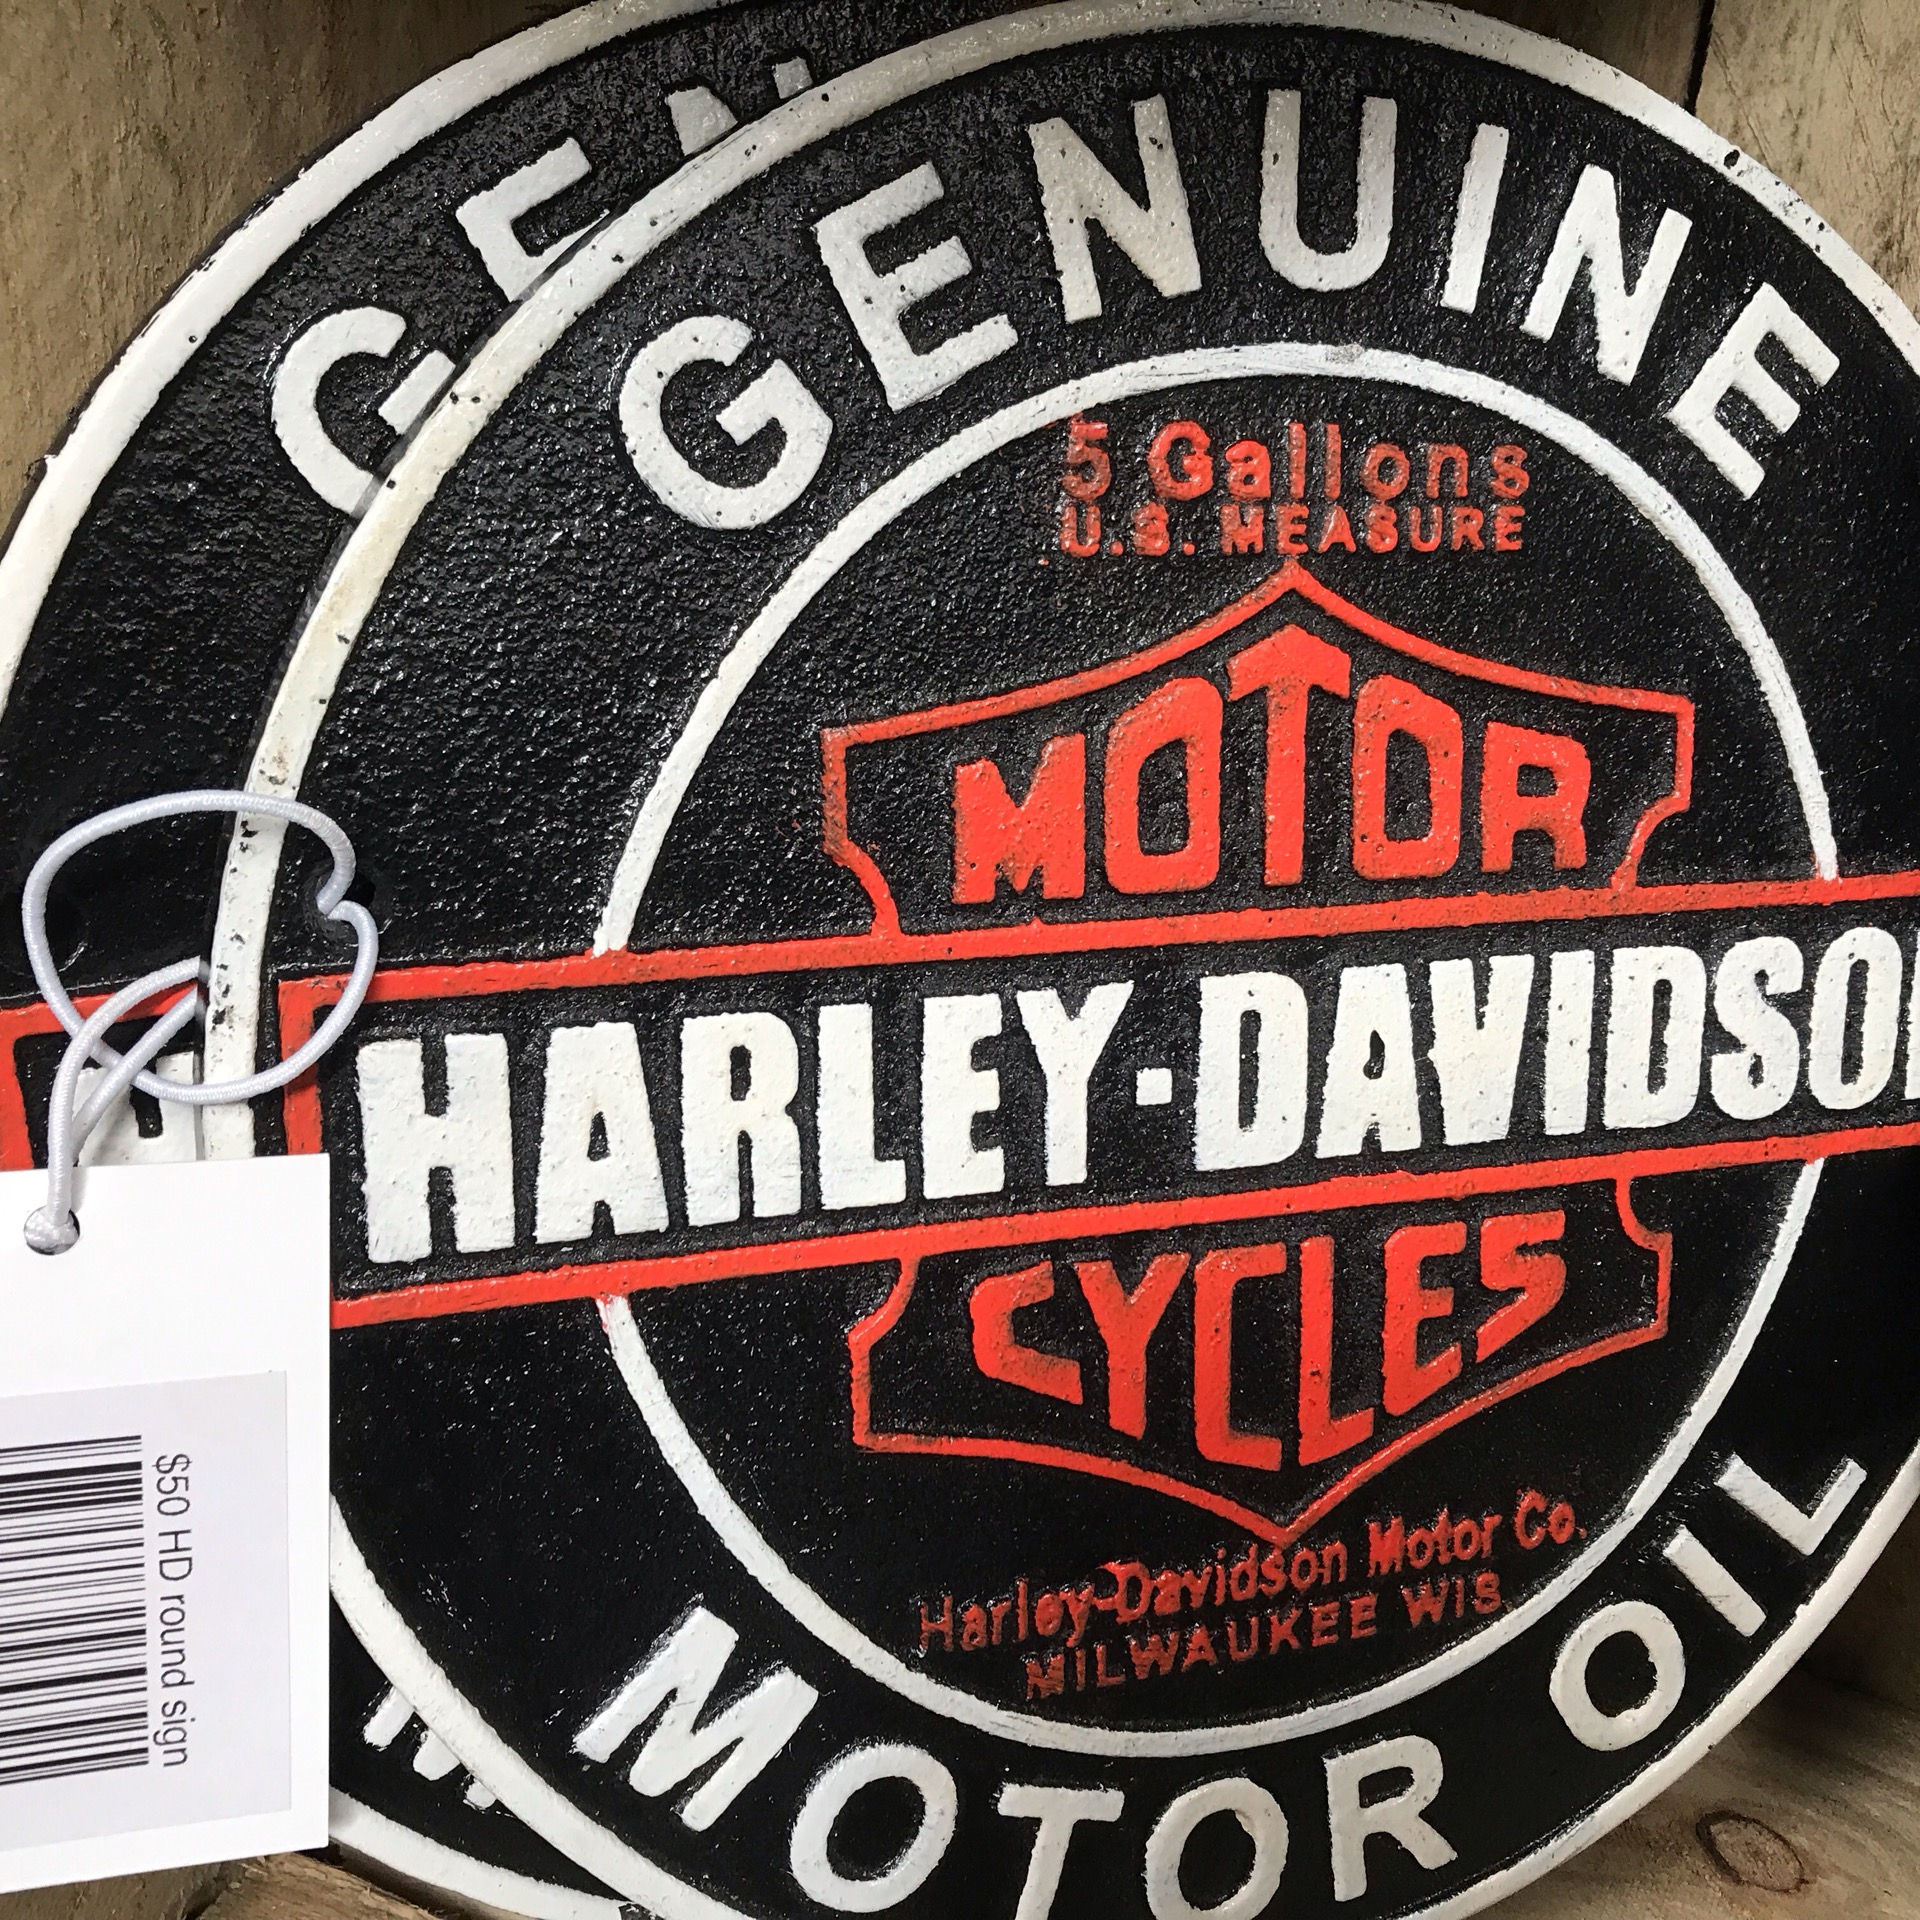 GENUINE
5 Gallons
U.S. MEASURE
MOTOR
HARLEY-DAVIDSO
CYCLES
Harley-Davidson Motor Co.
MILWAUKEE WIS.
MOTOR OIL
GEN
H
M
$50 HD round sign